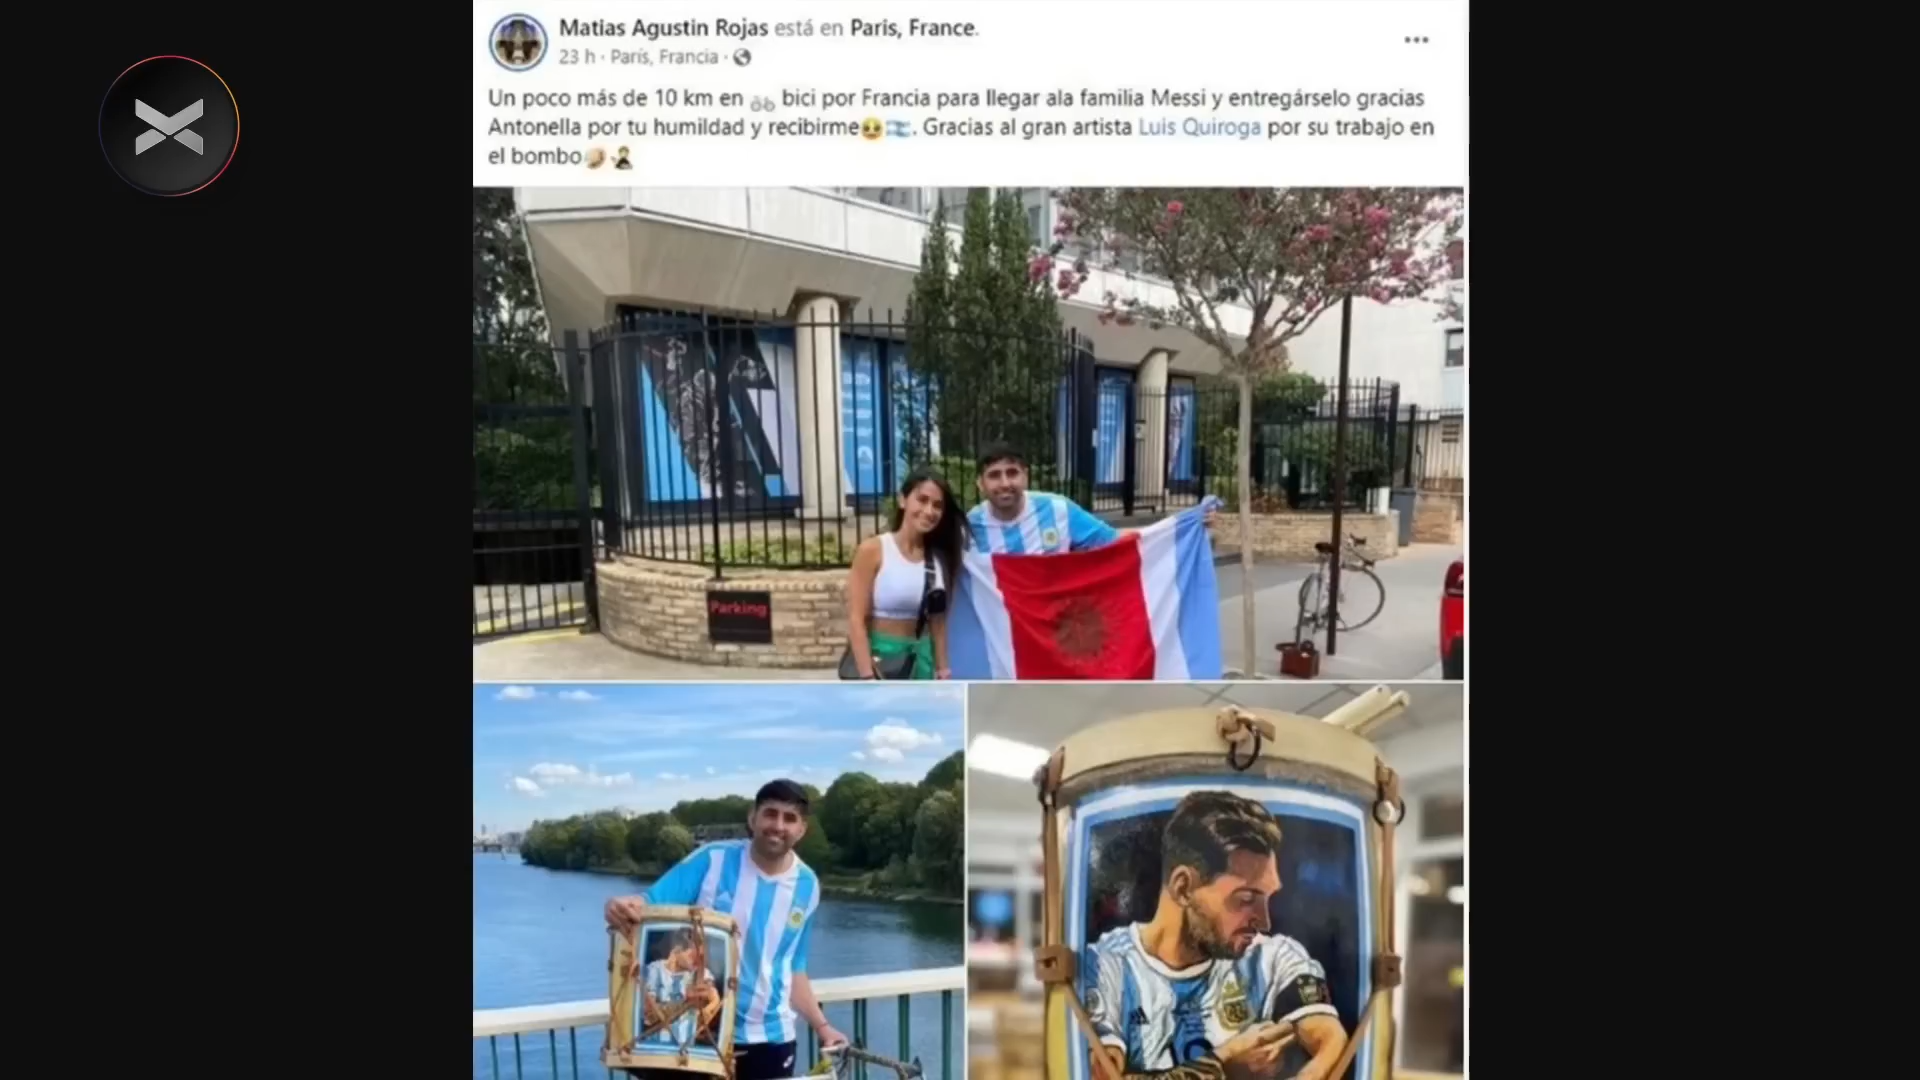 Matias Agustin Rojas está en Paris, France.
23 h · París, Francia ·
Un poco más de 10 km en 🚲 bici por Francia para llegar ala familia Messi y entregárselo gracias
Antonella por tu humildad y recibirme🤩🇦🇷. Gracias al gran artista Luis Quiroga por su trabajo en
el bombo
Parking